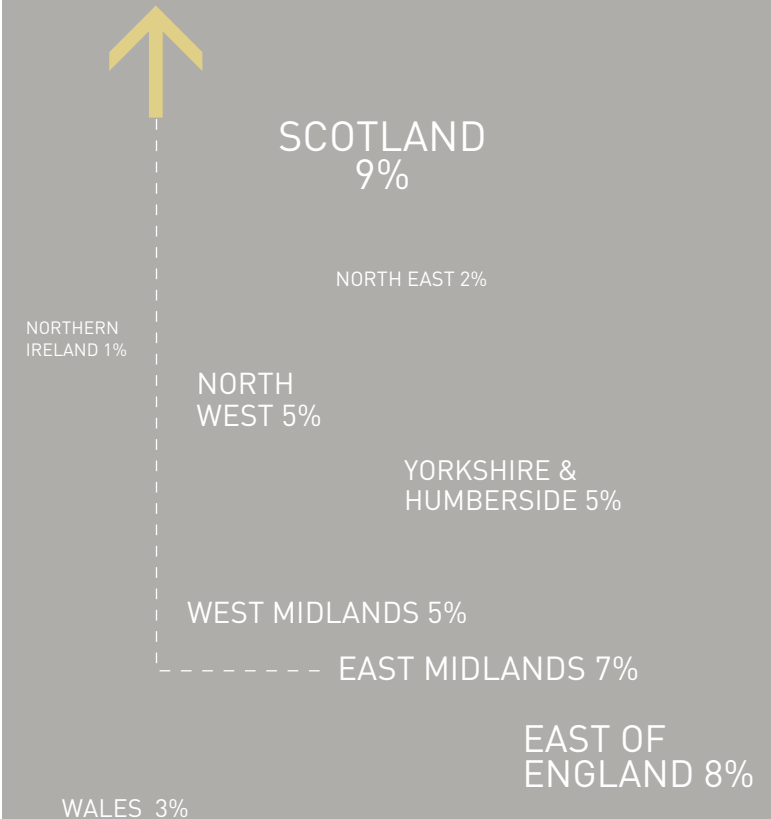 SCOTLAND
9%
NORTH EAST 2%
NORTHERN
IRELAND 1%
NORTH
WEST 5%
YORKSHIRE &
HUMBERSIDE 5%
WEST MIDLANDS 5%
EAST MIDLANDS 7%
EAST OF
ENGLAND 8%
WALES 3%